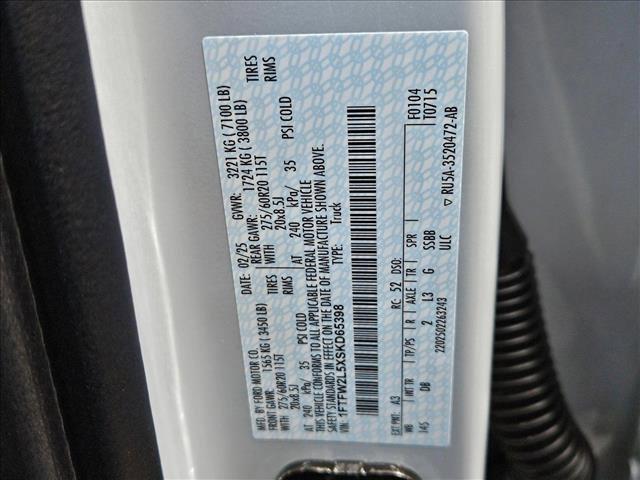 MFD. BY FORD MOTOR CO.
DATE: 02/25 GVWR: 3221 KG ( 7100 LB)
FRONT GAWR: 1565 KG ( 3450 LB) REAR GAWR: 1724 KG ( 3800 LB)
275/60R20 115T TIRES WITH 275/60R20 115T TIRES
20x8.5J RIMS 20x8.5J RIMS
AT 240 kPa/ 35 PSI COLD AT 240 kPa/ 35 PSI COLD
THIS VEHICLE CONFORMS TO ALL APPLICABLE FEDERAL MOTOR VEHICLE
SAFETY STANDARDS IN EFFECT ON THE DATE OF MANUFACTURE SHOWN ABOVE.
VIN: 1FTFW2L5XSKD65398
TYPE: Truck
F0104
T0715
EXT PNT: A3 RC: 52 DSO:
WB INT TR TP/PS R AXLE TR SPR
145 DB 2 L3 G SSBB
2202502263243 ULC
▽ RU5A-3520472-AB